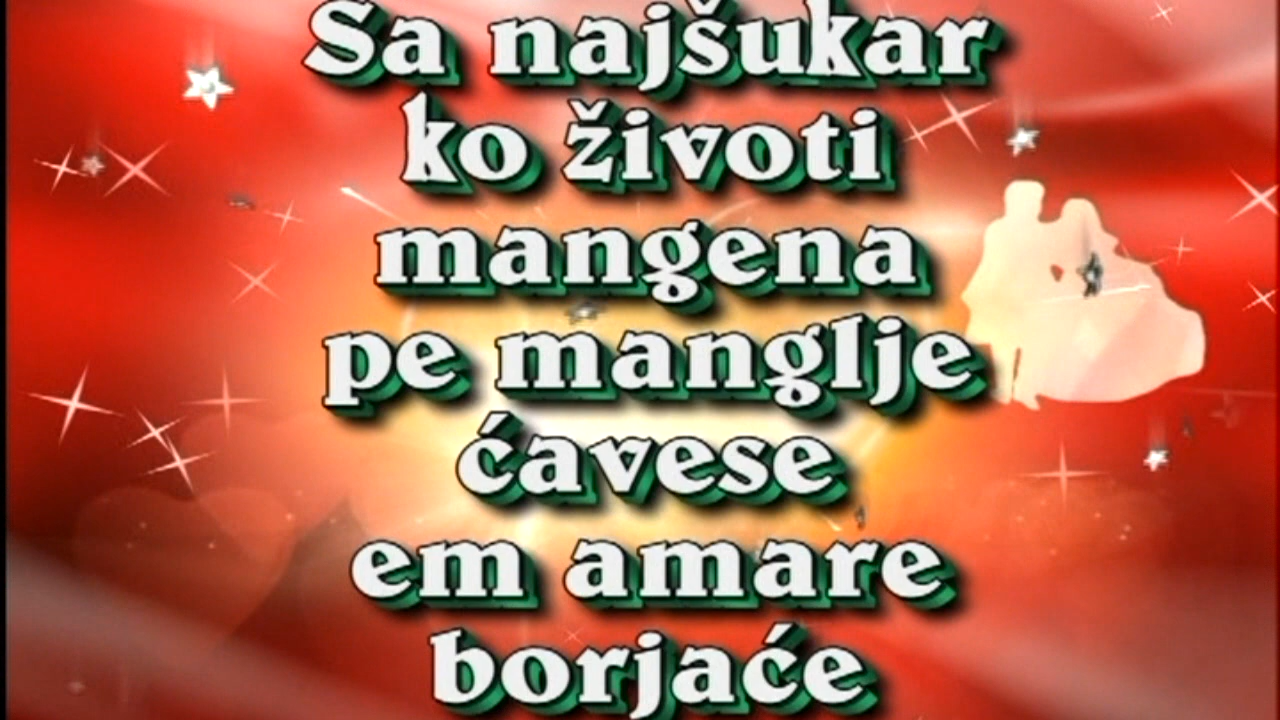 Sa najšukar
ko životi
mangena
pe manglje
ćavese
em amare
borjaće